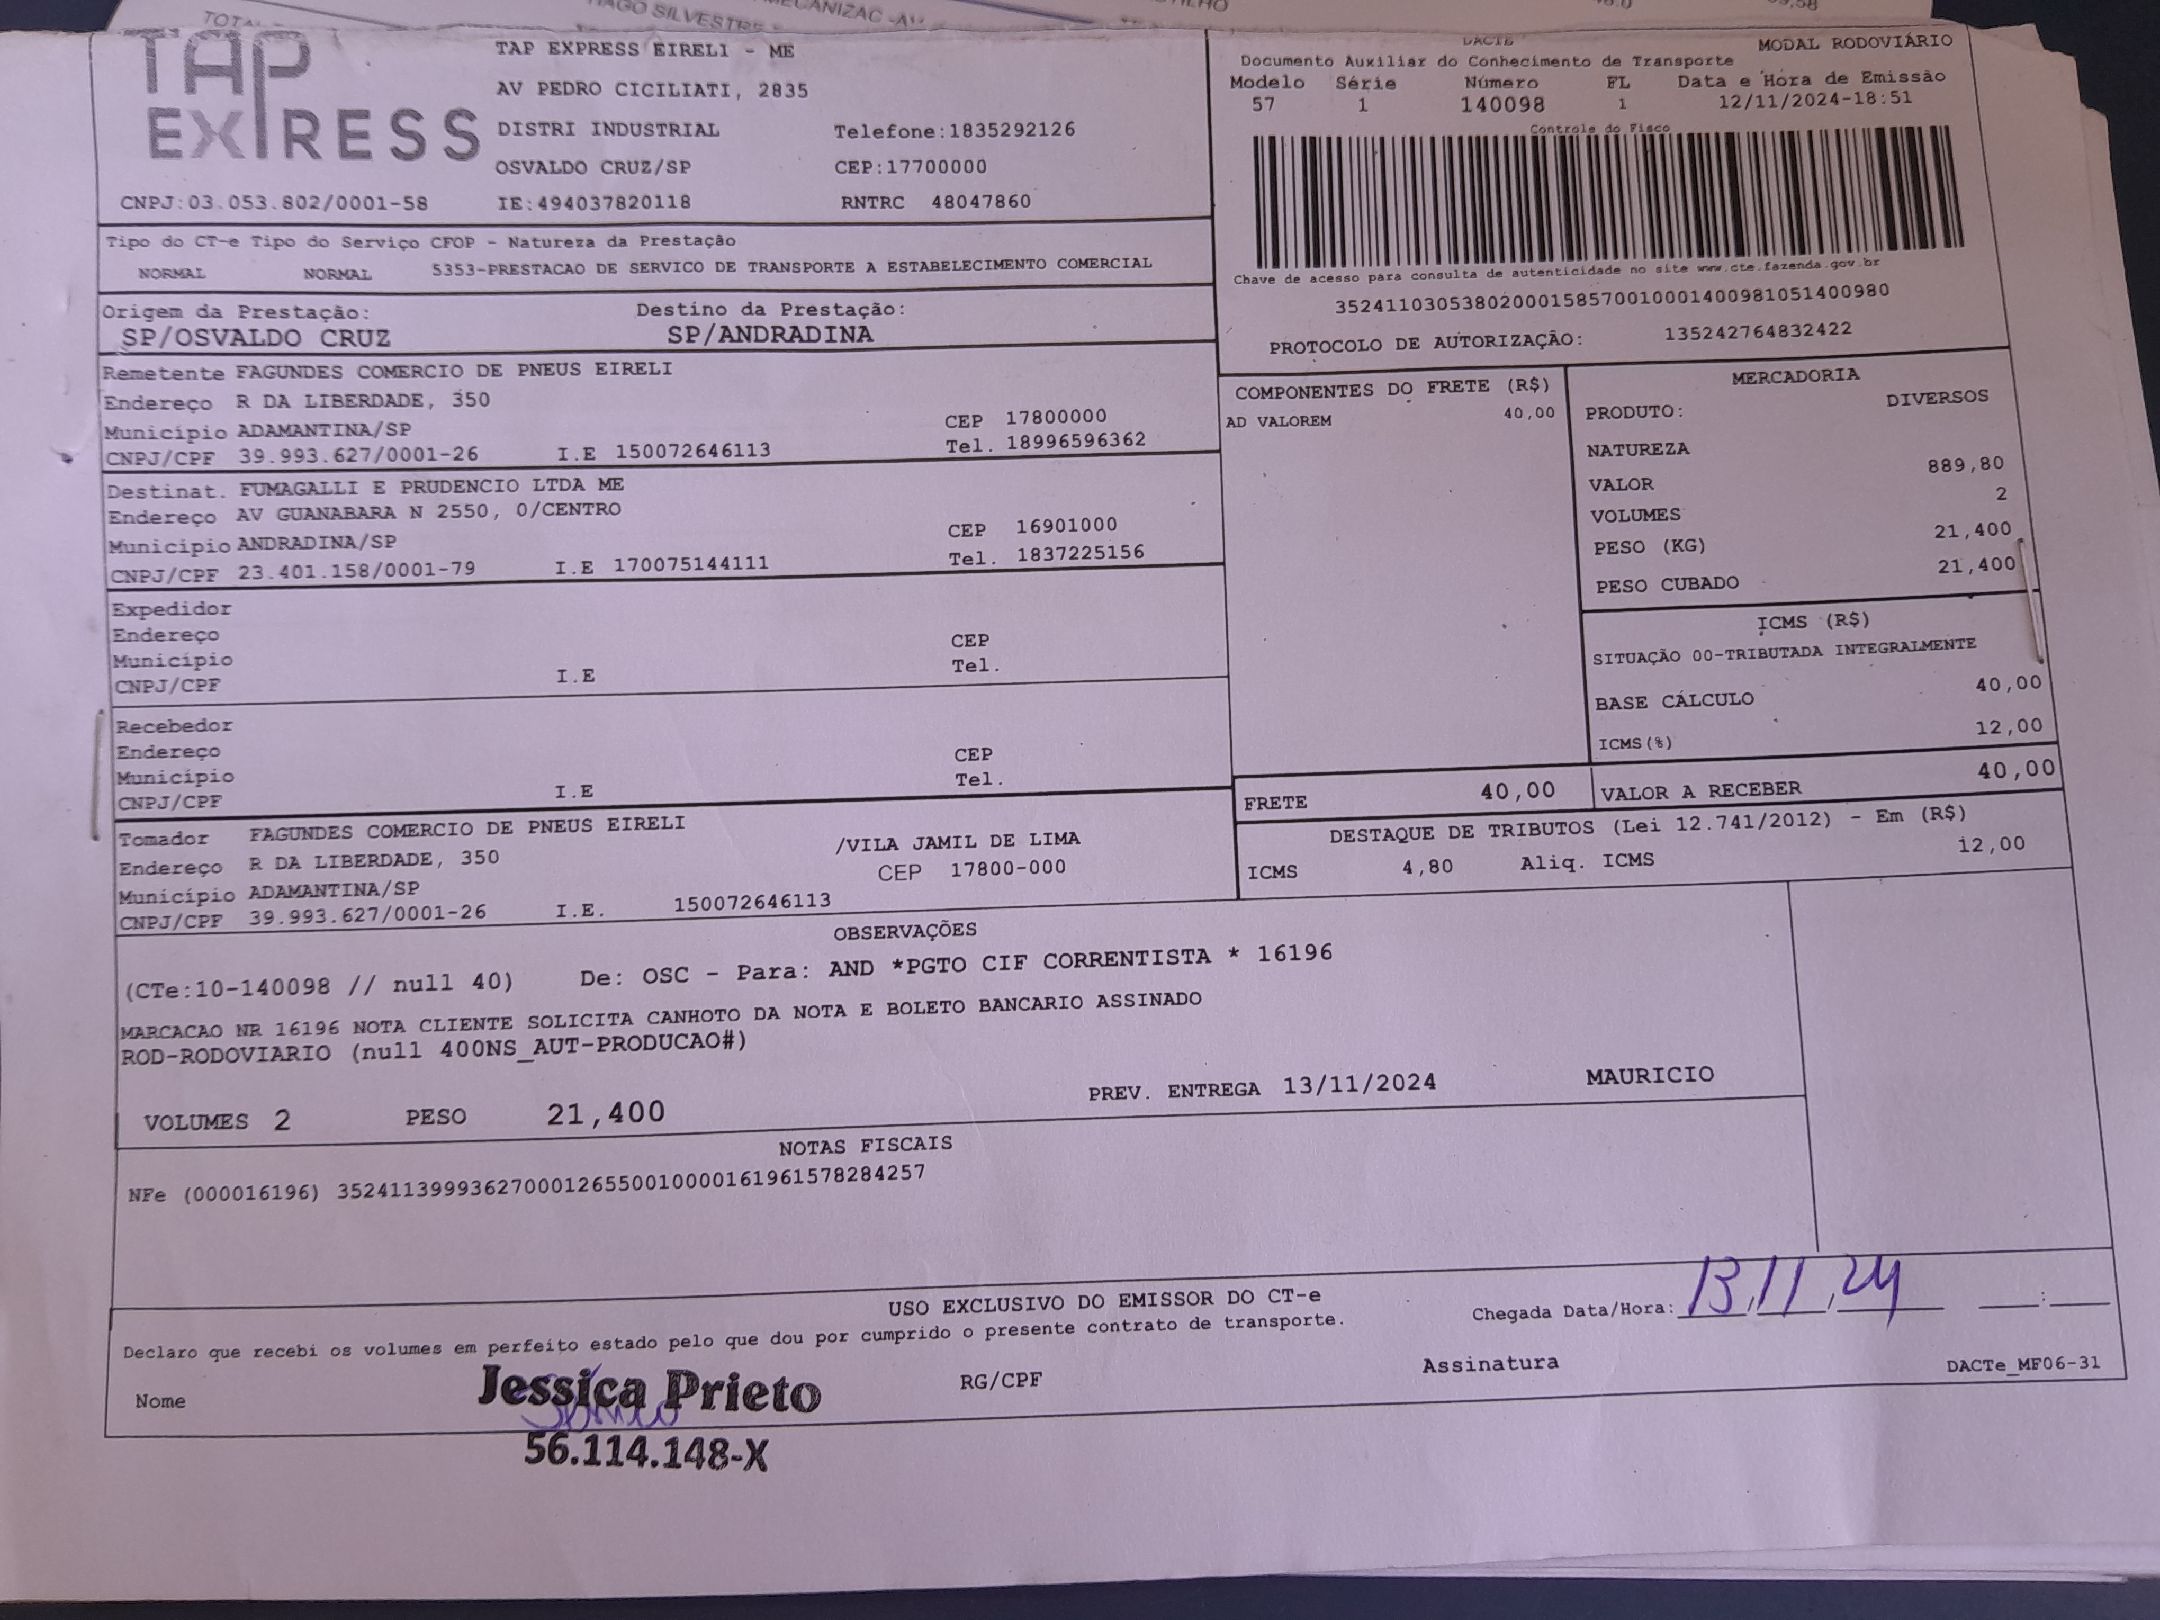 TOTAL
TIAGO SILVESTRE
TAP EXPRESS
TAP EXPRESS EIRELI - ME
AV PEDRO CICILIATI, 2835
DISTRI INDUSTRIAL Telefone:1835292126
OSVALDO CRUZ/SP CEP:17700000
CNPJ:03.053.802/0001-58 IE:494037820118 RNTRC 48047860
DACTE MODAL RODOVIÁRIO
Documento Auxiliar do Conhecimento de Transporte
Modelo Série Número FL Data e Hora de Emissão
57 1 140098 1 12/11/2024-18:51
Controle do Fisco
Chave de acesso para consulta de autenticidade no site www.cte.fazenda.gov.br
35241103053802000158570010001400981051400980
PROTOCOLO DE AUTORIZAÇÃO: 135242764832422
Tipo do CT-e Tipo do Serviço CFOP - Natureza da Prestação
NORMAL NORMAL 5353-PRESTACAO DE SERVICO DE TRANSPORTE A ESTABELECIMENTO COMERCIAL
Origem da Prestação: Destino da Prestação:
SP/OSVALDO CRUZ SP/ANDRADINA
Remetente FAGUNDES COMERCIO DE PNEUS EIRELI
Endereço R DA LIBERDADE, 350
Município ADAMANTINA/SP CEP 17800000
CNPJ/CPF 39.993.627/0001-26 I.E 150072646113 Tel. 18996596362
Destinat. FUMAGALLI E PRUDENCIO LTDA ME
Endereço AV GUANABARA N 2550, 0/CENTRO
Município ANDRADINA/SP CEP 16901000
CNPJ/CPF 23.401.158/0001-79 I.E 170075144111 Tel. 1837225156
Expedidor
Endereço
Município CEP
CNPJ/CPF I.E Tel.
Recebedor
Endereço
Município CEP
CNPJ/CPF I.E Tel.
Tomador FAGUNDES COMERCIO DE PNEUS EIRELI
Endereço R DA LIBERDADE, 350 /VILA JAMIL DE LIMA
Município ADAMANTINA/SP CEP 17800-000
CNPJ/CPF 39.993.627/0001-26 I.E. 150072646113
COMPONENTES DO FRETE (R$)
AD VALOREM 40,00
MERCADORIA
PRODUTO: DIVERSOS
NATUREZA
VALOR 889,80
VOLUMES 2
PESO (KG) 21,400
PESO CUBADO 21,400
ICMS (R$)
SITUAÇÃO 00-TRIBUTADA INTEGRALMENTE
BASE CÁLCULO 40,00
ICMS(%) 12,00
FRETE 40,00 VALOR A RECEBER 40,00
DESTAQUE DE TRIBUTOS (Lei 12.741/2012) - Em (R$)
ICMS 4,80 Aliq. ICMS 12,00
OBSERVAÇÕES
(CTe:10-140098 // null 40) De: OSC - Para: AND *PGTO CIF CORRENTISTA * 16196
MARCACAO NR 16196 NOTA CLIENTE SOLICITA CANHOTO DA NOTA E BOLETO BANCARIO ASSINADO
ROD-RODOVIARIO (null 400NS_AUT-PRODUCAO#)
PREV. ENTREGA 13/11/2024 MAURICIO
VOLUMES 2 PESO 21,400
NOTAS FISCAIS
NFe (000016196) 35241139993627000126550010000161961578284257
USO EXCLUSIVO DO EMISSOR DO CT-e
Chegada Data/Hora: 13,11,24 :
Declaro que recebi os volumes em perfeito estado pelo que dou por cumprido o presente contrato de transporte.
Nome Jessica Prieto RG/CPF Assinatura DACTe_MF06-31
56.114.148-X